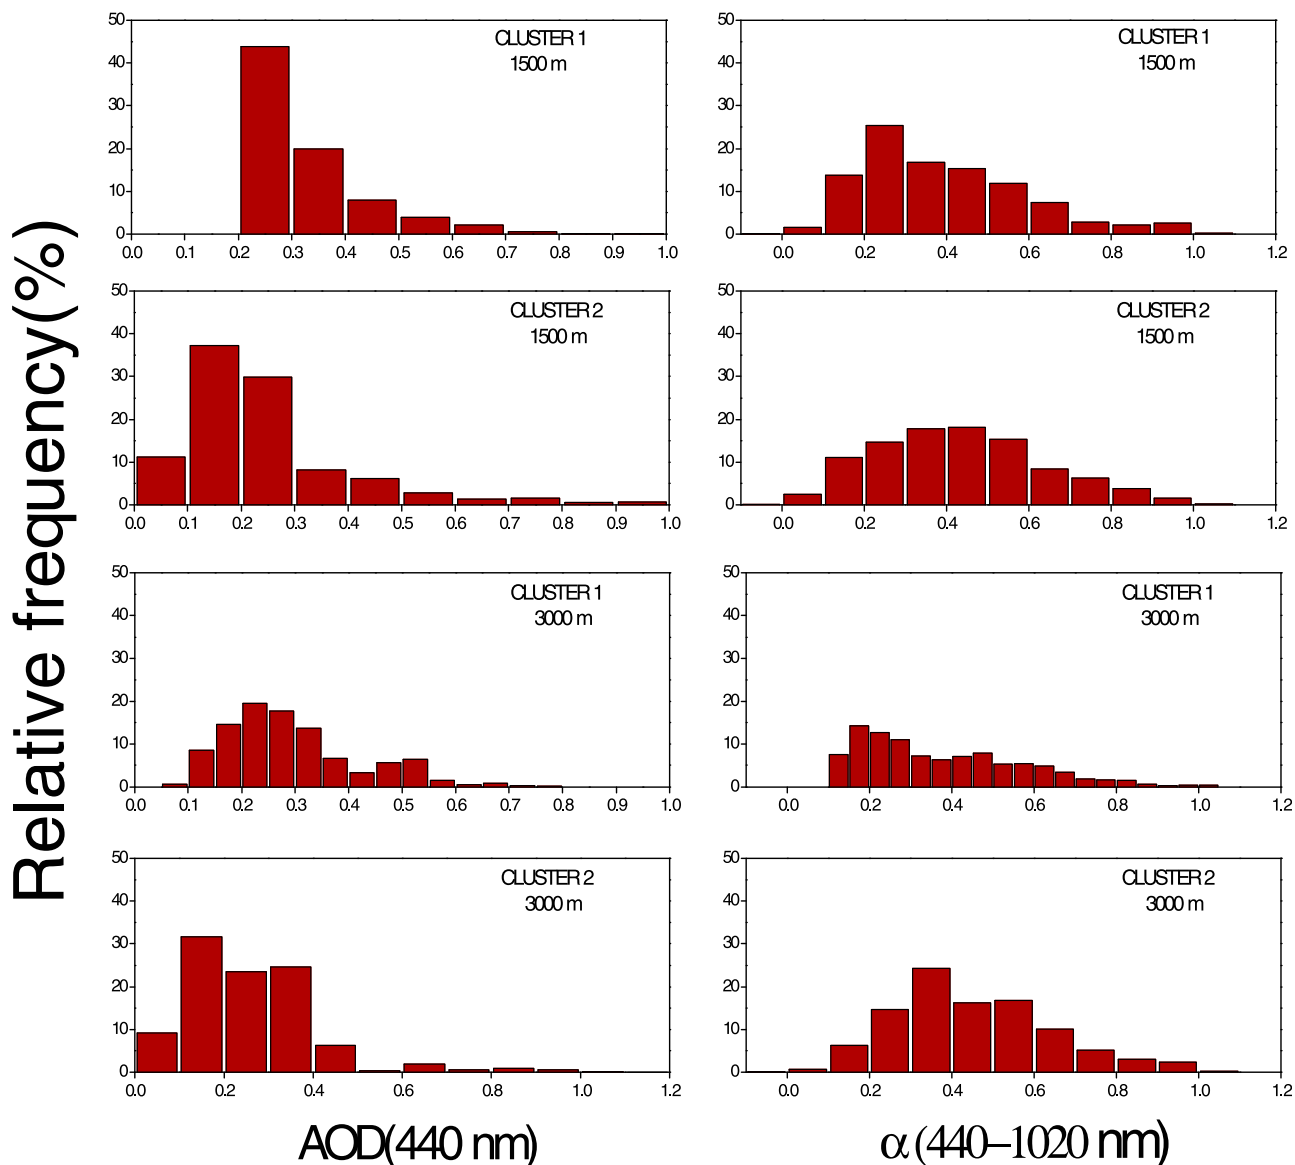 Relative frequency(%)
50 40 30 20 10 0
CLUSTER 1
1500 m
0.0 0.1 0.2 0.3 0.4 0.5 0.6 0.7 0.8 0.9 1.0
50 40 30 20 10 0
CLUSTER 1
1500 m
0.0 0.2 0.4 0.6 0.8 1.0 1.2
50 40 30 20 10 0
CLUSTER 2
1500 m
0.0 0.1 0.2 0.3 0.4 0.5 0.6 0.7 0.8 0.9 1.0
50 40 30 20 10 0
CLUSTER 2
1500 m
0.0 0.2 0.4 0.6 0.8 1.0 1.2
50 40 30 20 10 0
CLUSTER 1
3000 m
0.0 0.1 0.2 0.3 0.4 0.5 0.6 0.7 0.8 0.9 1.0
50 40 30 20 10 0
CLUSTER 1
3000 m
0.0 0.2 0.4 0.6 0.8 1.0 1.2
50 40 30 20 10 0
CLUSTER 2
3000 m
0.0 0.2 0.4 0.6 0.8 1.0 1.2
50 40 30 20 10 0
CLUSTER 2
3000 m
0.0 0.2 0.4 0.6 0.8 1.0 1.2
AOD(440 nm)
α (440–1020 nm)